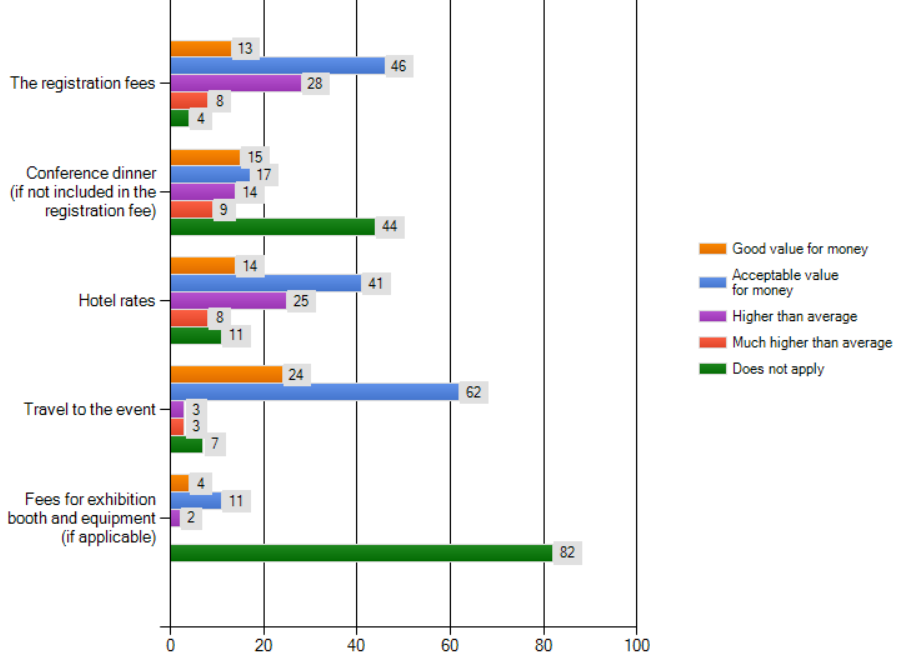 The registration fees
13
46
28
8
4
Conference dinner
(if not included in the
registration fee)
15
17
14
9
44
Hotel rates
14
41
25
8
11
Travel to the event
24
62
3
3
7
Fees for exhibition
booth and equipment
(if applicable)
4
11
2
82
0 20 40 60 80 100
Good value for money
Acceptable value
for money
Higher than average
Much higher than average
Does not apply